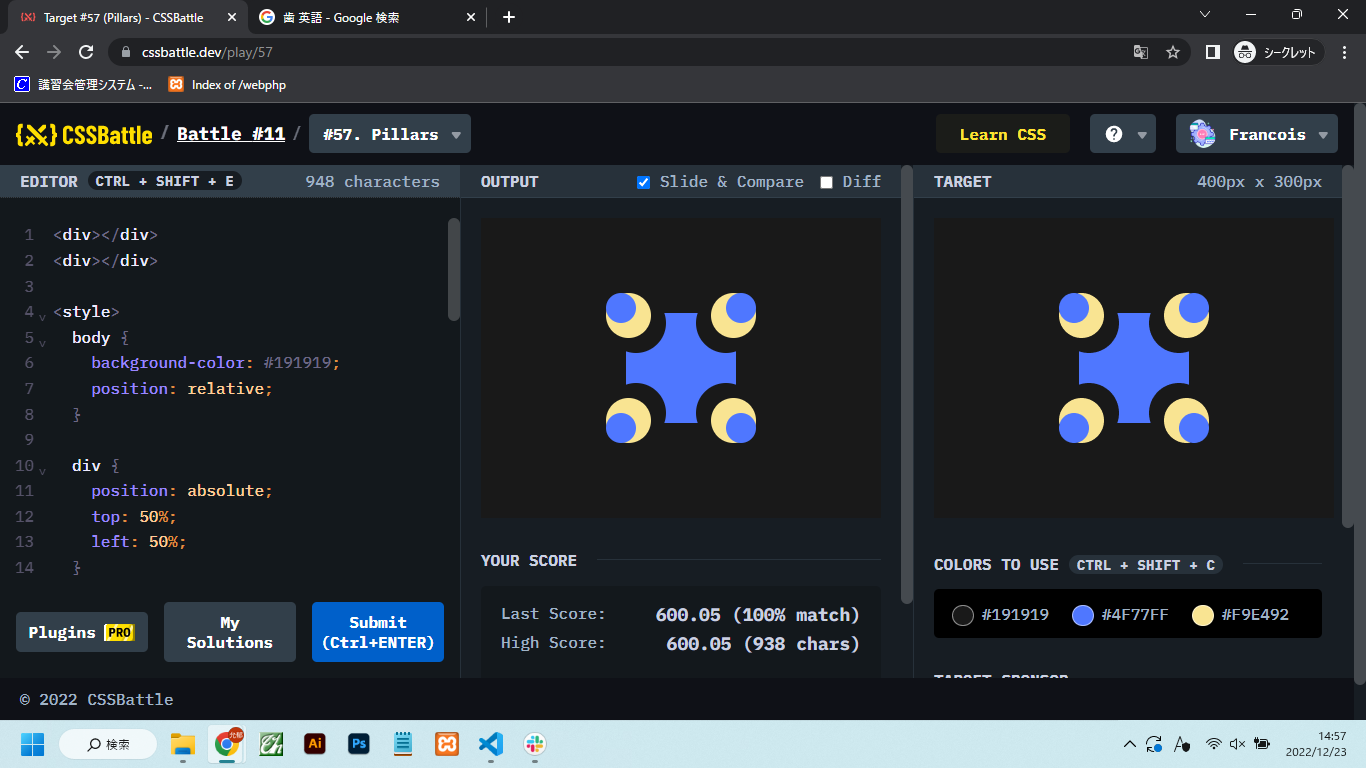 Target #57 (Pillars) - CSSBattle
歯 英語 - Google 検索
cssbattle.dev/play/57
シークレット
講習会管理システム -...
Index of /webphp
CSSBattle / Battle #11 / #57. Pillars
Learn CSS
Francois
EDITOR CTRL + SHIFT + E 948 characters
1 <div></div>
2 <div></div>
3
4 <style>
5 body {
6 background-color: #191919;
7 position: relative;
8 }
9
10 div {
11 position: absolute;
12 top: 50%;
13 left: 50%;
14 }
Plugins PRO
My Solutions
Submit (Ctrl+ENTER)
OUTPUT Slide & Compare Diff
YOUR SCORE
Last Score: 600.05 (100% match)
High Score: 600.05 (938 chars)
TARGET 400px x 300px
COLORS TO USE CTRL + SHIFT + C
#191919 #4F77FF #F9E492
TARGET SPONSOR
© 2022 CSSBattle
検索
允郁
Ai
Ps
14:57
2022/12/23